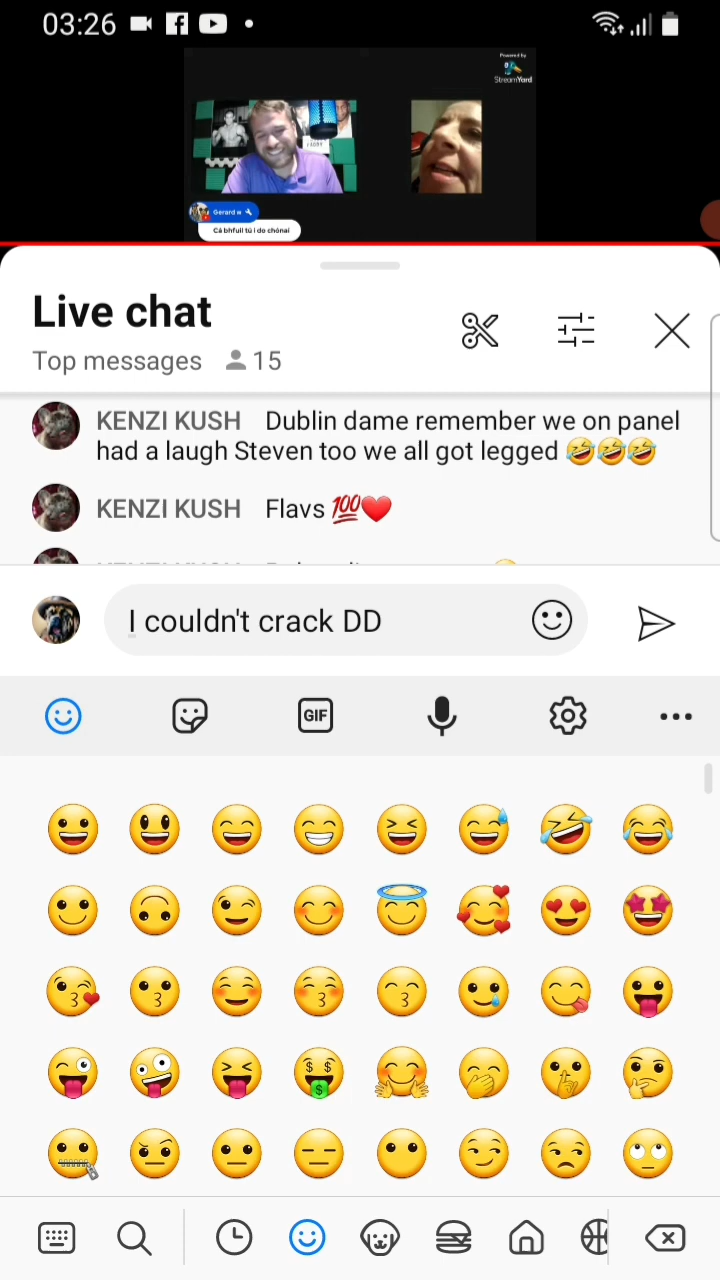 03:26
Powered by
StreamYard
Gerard w
Cá bhfuil tú i do chónaí
Live chat
Top messages 15
KENZI KUSH Dublin dame remember we on panel
had a laugh Steven too we all got legged 🤣🤣🤣
KENZI KUSH Flavs 💯❤️
I couldn't crack DD
GIF